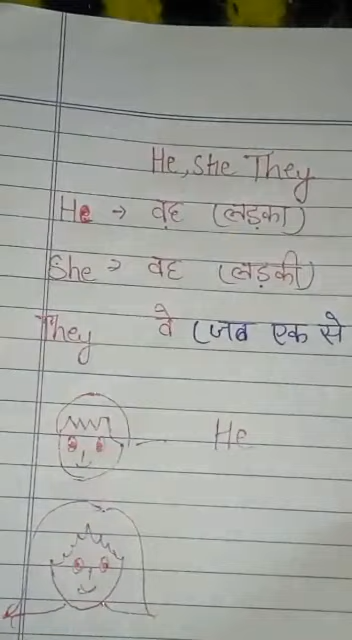 He, She They
He → वह (लड़का)
She → वह (लड़की)
They वे (जब एक से
He